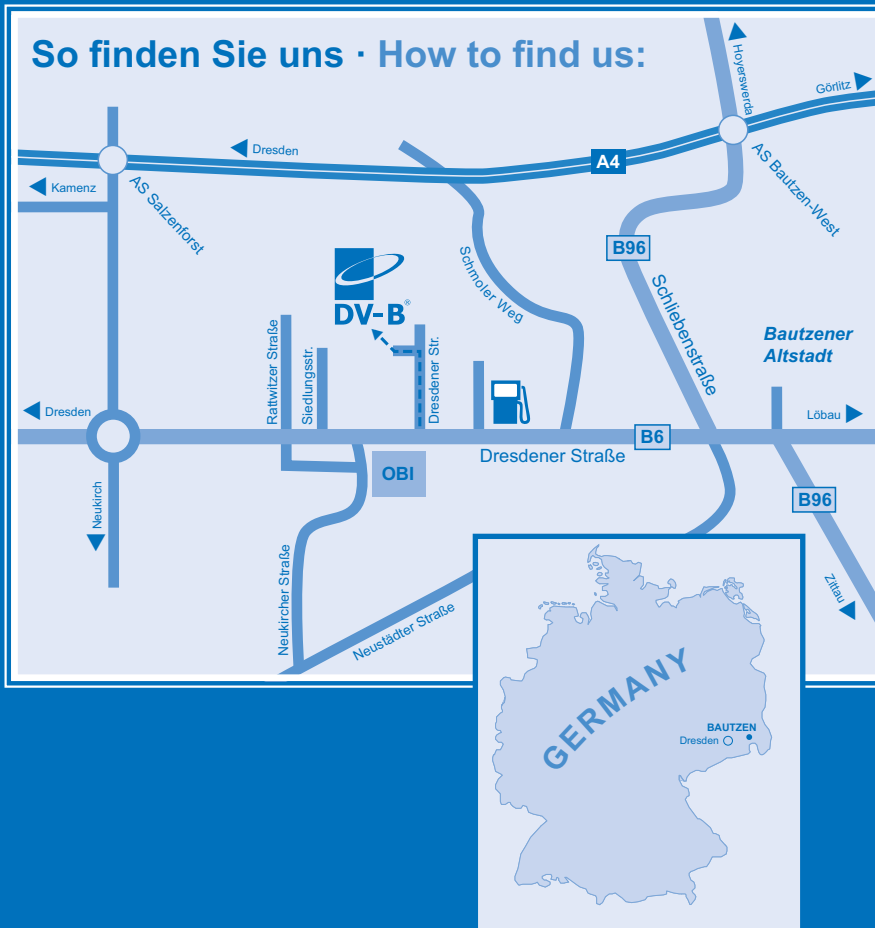 So finden Sie uns · How to find us:
Hoyerswerda
Görlitz
Dresden
A4
AS Bautzen-West
Kamenz
AS Salzenforst
B96
Schmoler Weg
Schliebenstraße
DV-B®
Bautzener
Altstadt
Rattwitzer Straße
Siedlungsstr.
Dresdener Str.
Dresden
Löbau
B6
Dresdener Straße
OBI
B96
Neukirch
Neukircher Straße
Neustädter Straße
Zittau
GERMANY
BAUTZEN
Dresden